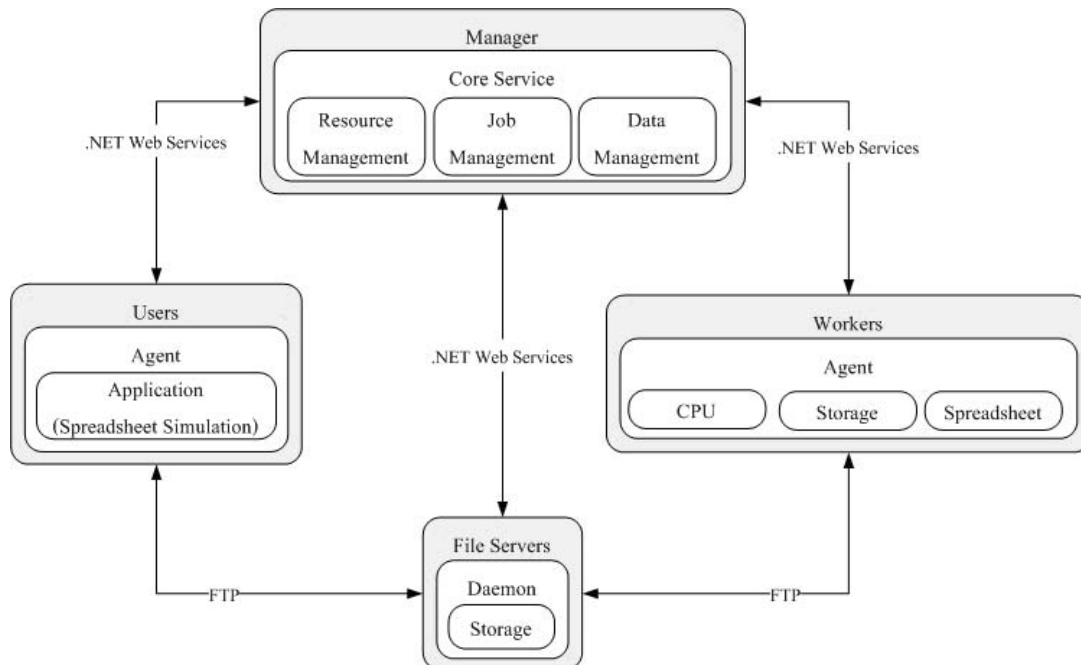 Manager
Core Service
Resource
Management
Job
Management
Data
Management
.NET Web Services
.NET Web Services
Users
Agent
Application
(Spreadsheet Simulation)
.NET Web Services
Workers
Agent
CPU
Storage
Spreadsheet
File Servers
Daemon
Storage
FTP
FTP